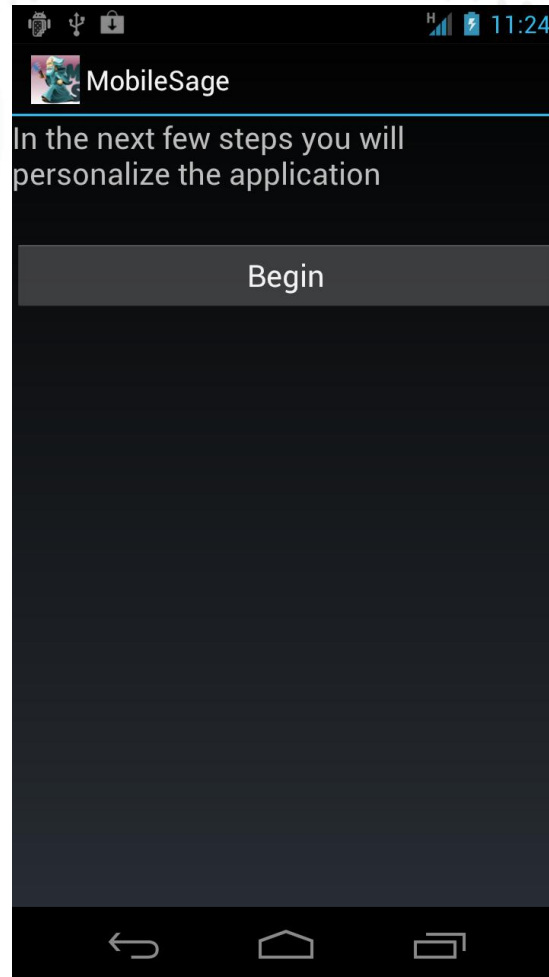 H 11:24
MobileSage
In the next few steps you will
personalize the application
Begin